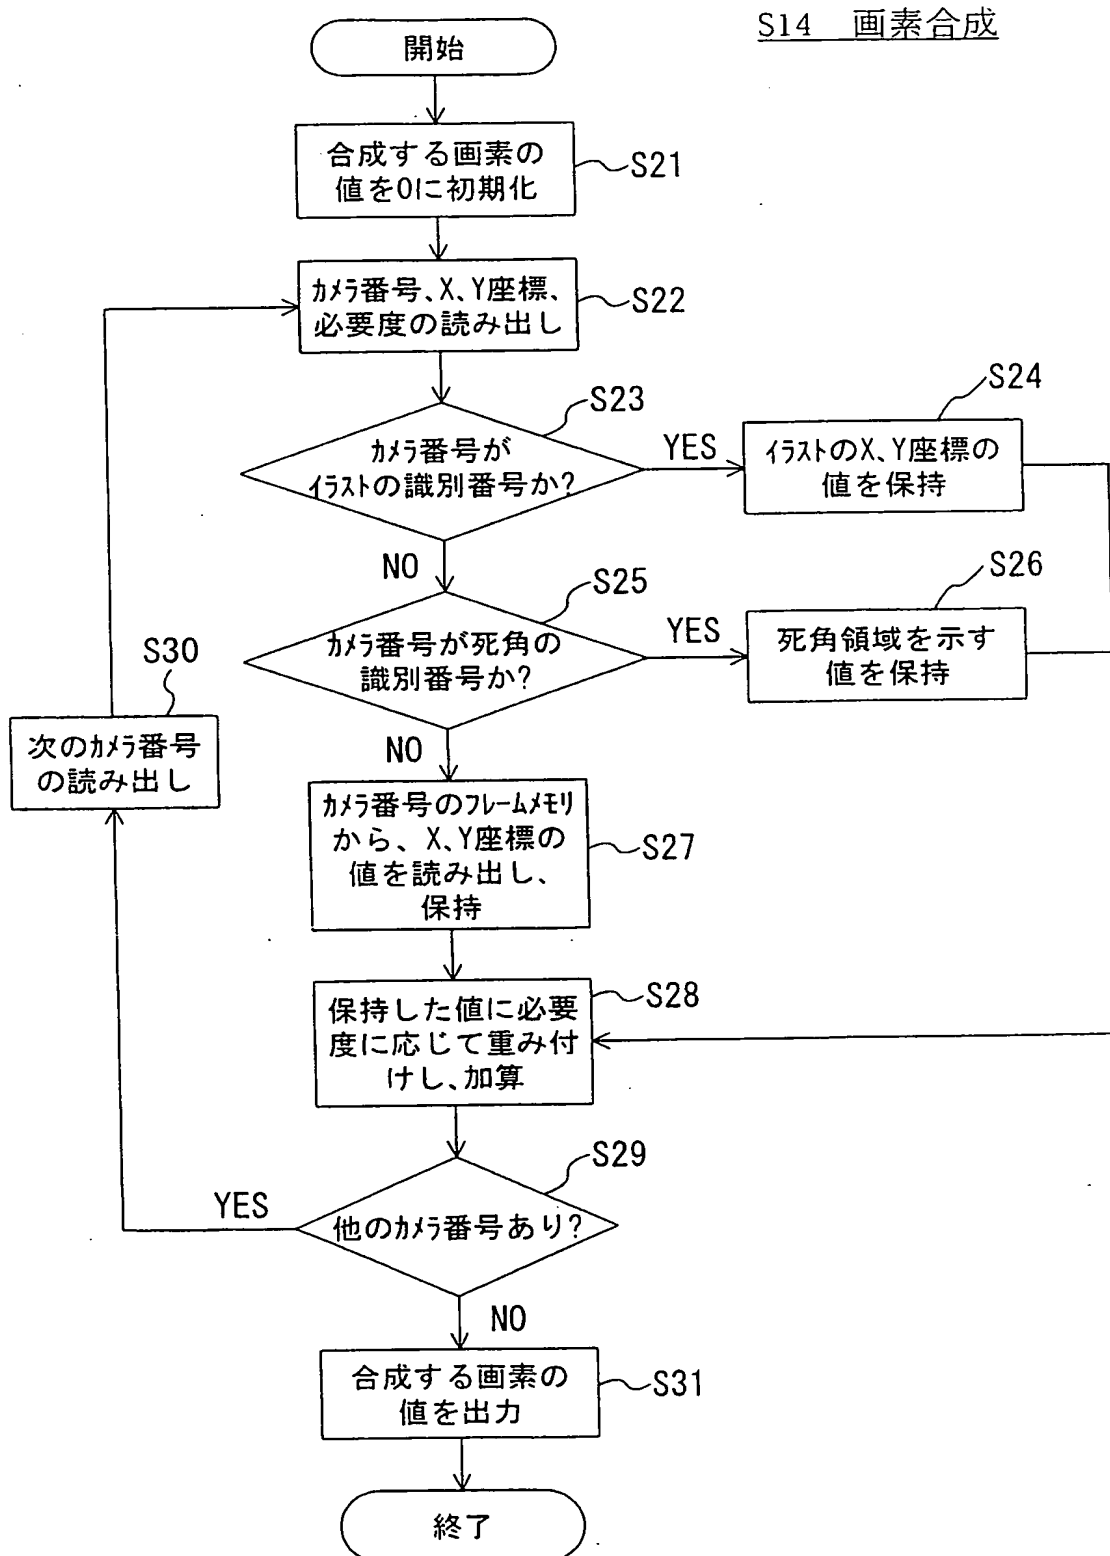 S14 画素合成
開始
合成する画素の
値を0に初期化
S21
カメラ番号、X、Y座標、
必要度の読み出し
S22
カメラ番号が
イラストの識別番号か?
S23
YES
イラストのX、Y座標の
値を保持
S24
NO
カメラ番号が死角の
識別番号か?
S25
YES
死角領域を示す
値を保持
S26
NO
カメラ番号のフレームメモリ
から、X、Y座標の
値を読み出し、
保持
S27
保持した値に必要
度に応じて重み付
けし、加算
S28
他のカメラ番号あり?
S29
YES
次のカメラ番号
の読み出し
S30
NO
合成する画素の
値を出力
S31
終了